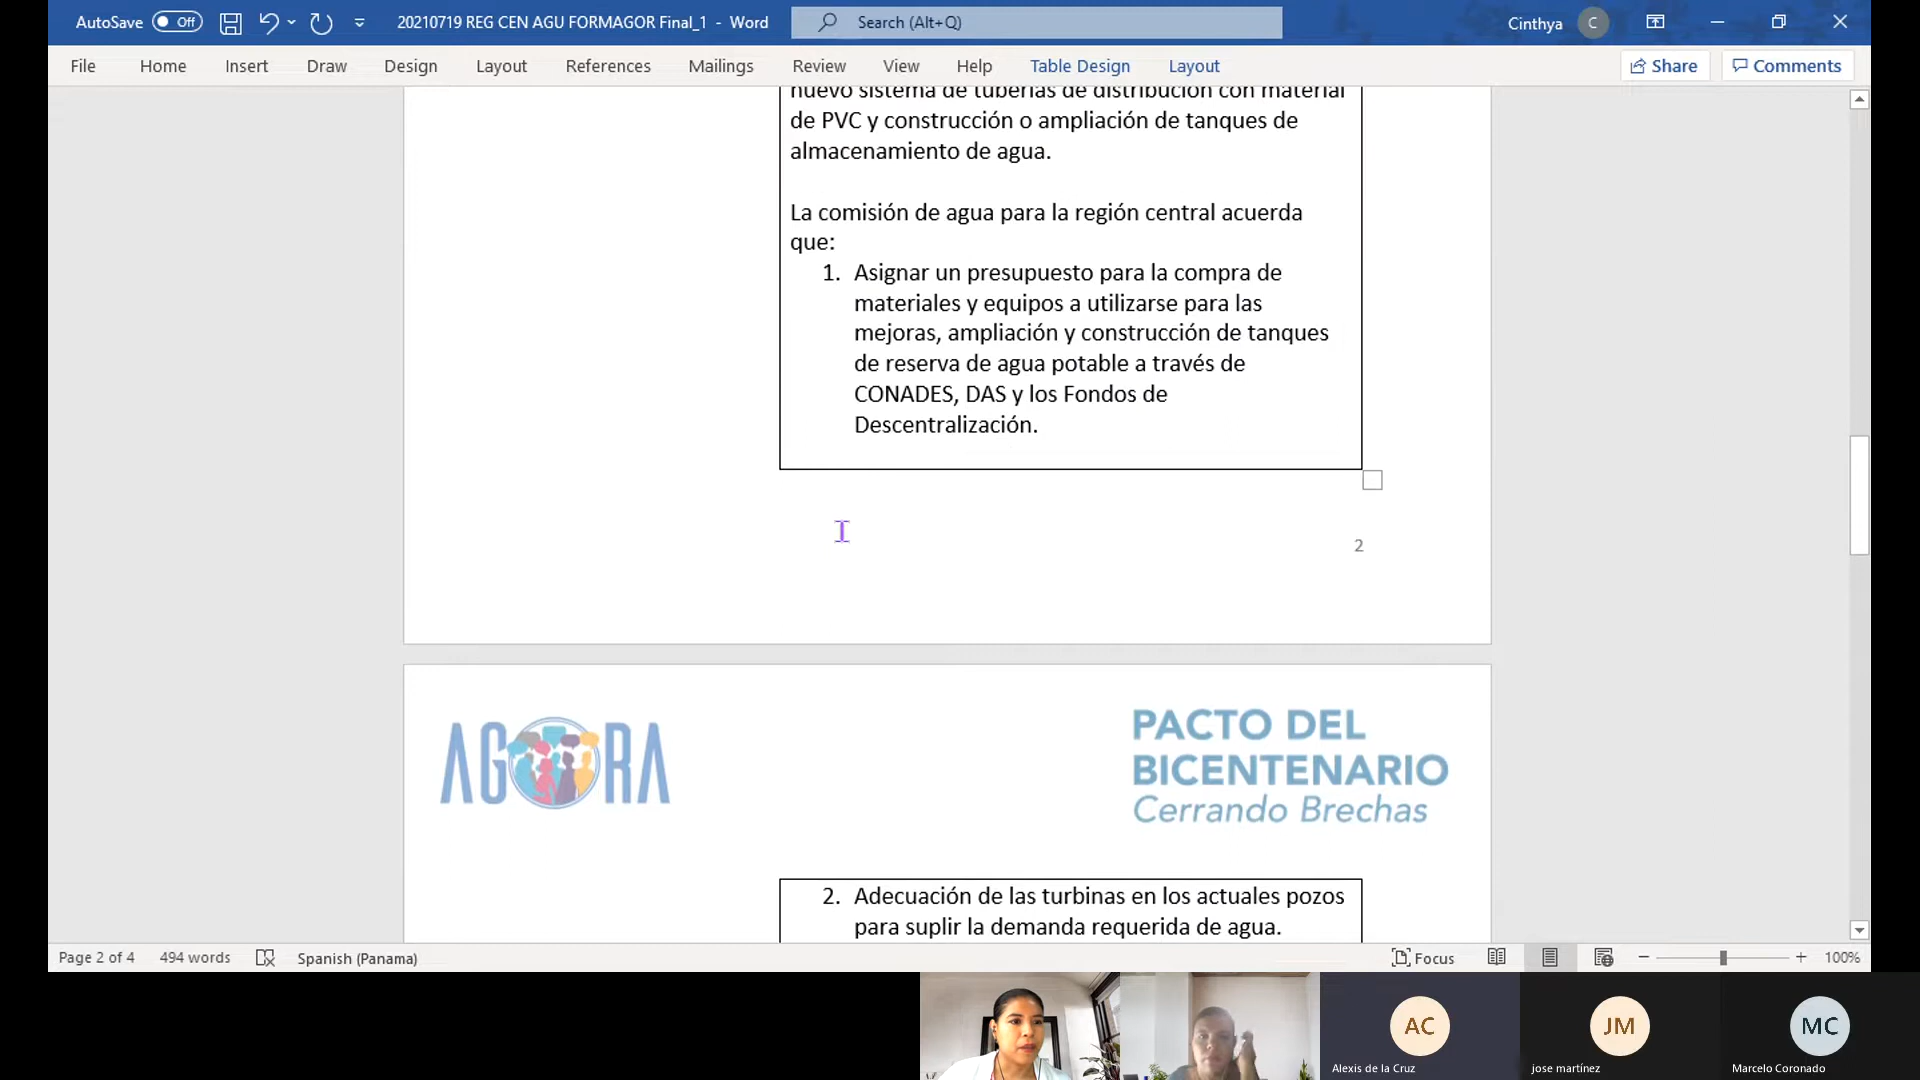 AutoSave Off 20210719 REG CEN AGU FORMAGOR Final_1 - Word Search (Alt+Q) Cinthya C
File Home Insert Draw Design Layout References Mailings Review View Help Table Design Layout Share Comments
nuevo sistema de tuberías de distribución con material
de PVC y construcción o ampliación de tanques de
almacenamiento de agua.
La comisión de agua para la región central acuerda
que:
1. Asignar un presupuesto para la compra de
materiales y equipos a utilizarse para las
mejoras, ampliación y construcción de tanques
de reserva de agua potable a través de
CONADES, DAS y los Fondos de
Descentralización.
2
AGORA
PACTO DEL
BICENTENARIO
Cerrando Brechas
2. Adecuación de las turbinas en los actuales pozos
para suplir la demanda requerida de agua.
Page 2 of 4 494 words Spanish (Panama) Focus 100%
AC JM MC
Alexis de la Cruz jose martínez Marcelo Coronado